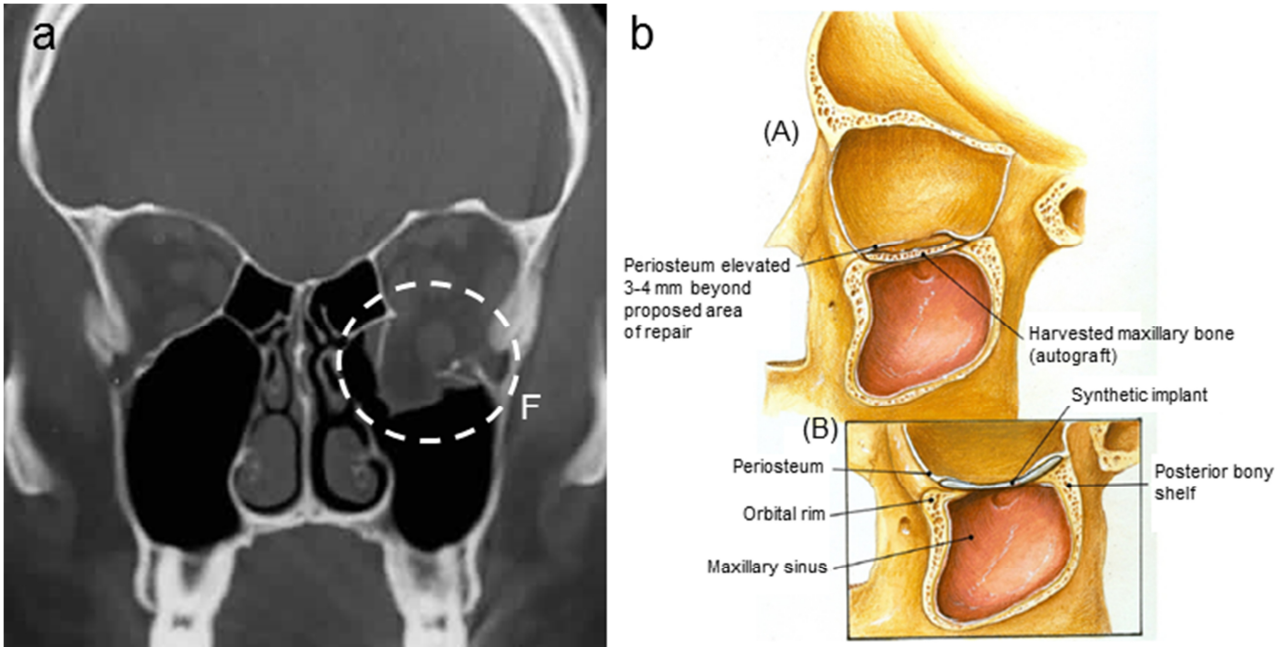 a
F
b
(A)
Periosteum elevated
3-4 mm beyond
proposed area
of repair
Harvested maxillary bone
(autograft)
Synthetic implant
(B)
Periosteum
Orbital rim
Maxillary sinus
Posterior bony
shelf